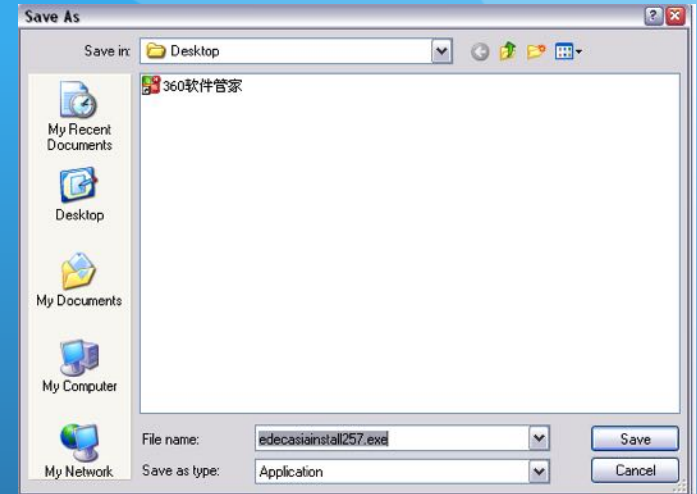 Save As
Save in:
Desktop
360软件管家
My Recent
Documents
Desktop
My Documents
My Computer
My Network
File name:
edecasiainstall257.exe
Save
Save as type:
Application
Cancel